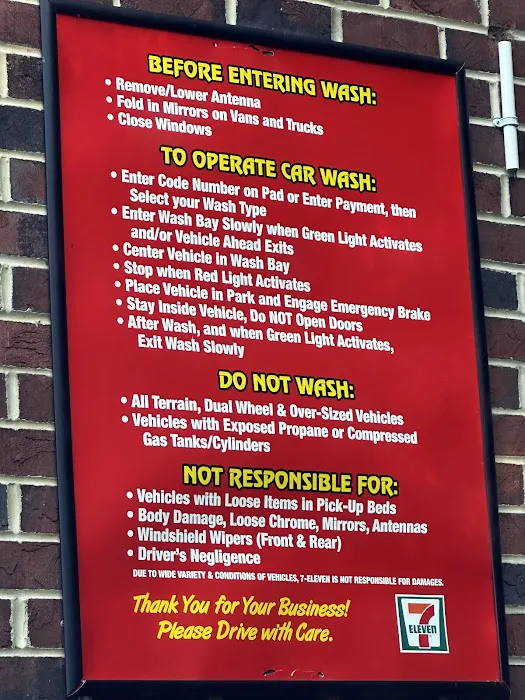 BEFORE ENTERING WASH:
• Remove/Lower Antenna
• Fold in Mirrors on Vans and Trucks
• Close Windows
TO OPERATE CAR WASH:
• Enter Code Number on Pad or Enter Payment, then
Select your Wash Type
• Enter Wash Bay Slowly when Green Light Activates
and/or Vehicle Ahead Exits
• Center Vehicle in Wash Bay
• Stop when Red Light Activates
• Place Vehicle in Park and Engage Emergency Brake
• Stay Inside Vehicle, Do NOT Open Doors
• After Wash, and when Green Light Activates,
Exit Wash Slowly
DO NOT WASH:
• All Terrain, Dual Wheel & Over-Sized Vehicles
• Vehicles with Exposed Propane or Compressed
Gas Tanks/Cylinders
NOT RESPONSIBLE FOR:
• Vehicles with Loose Items in Pick-Up Beds
• Body Damage, Loose Chrome, Mirrors, Antennas
• Windshield Wipers (Front & Rear)
• Driver's Negligence
DUE TO WIDE VARIETY & CONDITIONS OF VEHICLES, 7-ELEVEN IS NOT RESPONSIBLE FOR DAMAGES.
Thank You for Your Business!
Please Drive with Care.
7
ELEVEN